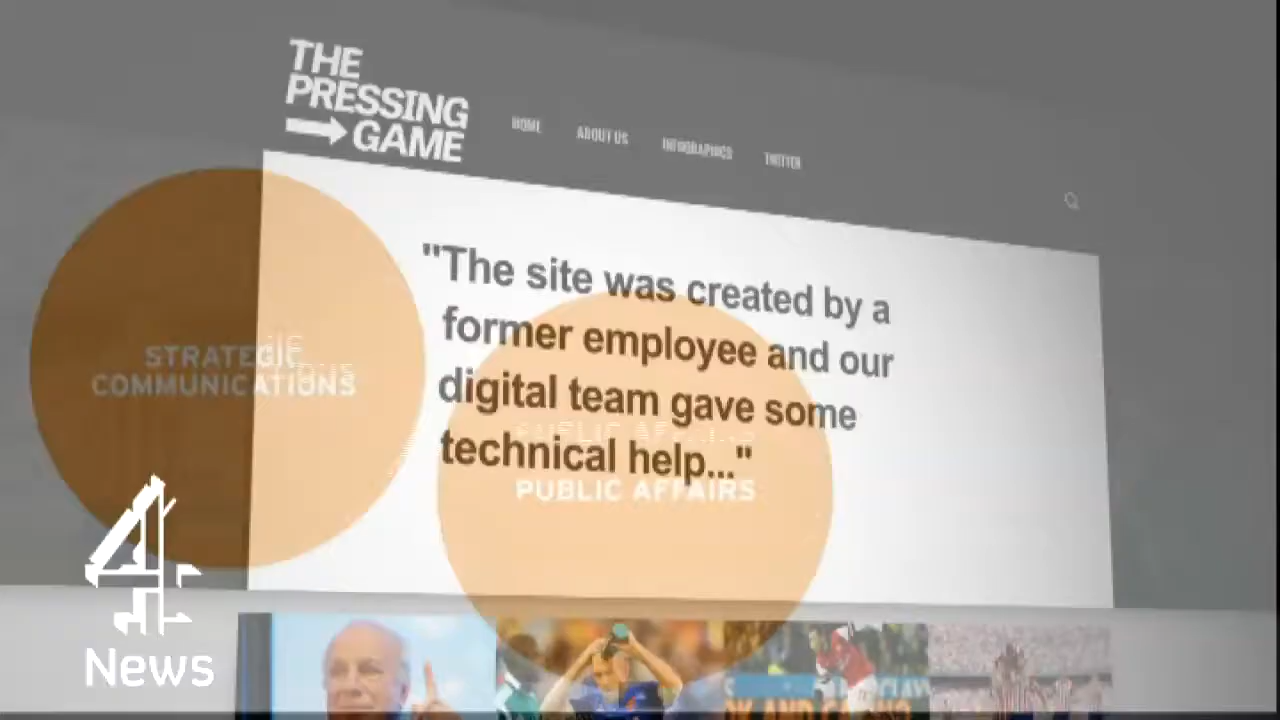 THE
PRESSING
GAME
HOME ABOUT US INFOGRAPHICS TWITTER
"The site was created by a
former employee and our
digital team gave some
technical help..."
STRATEGIC
COMMUNICATIONS
PUBLIC AFFAIRS
4
News